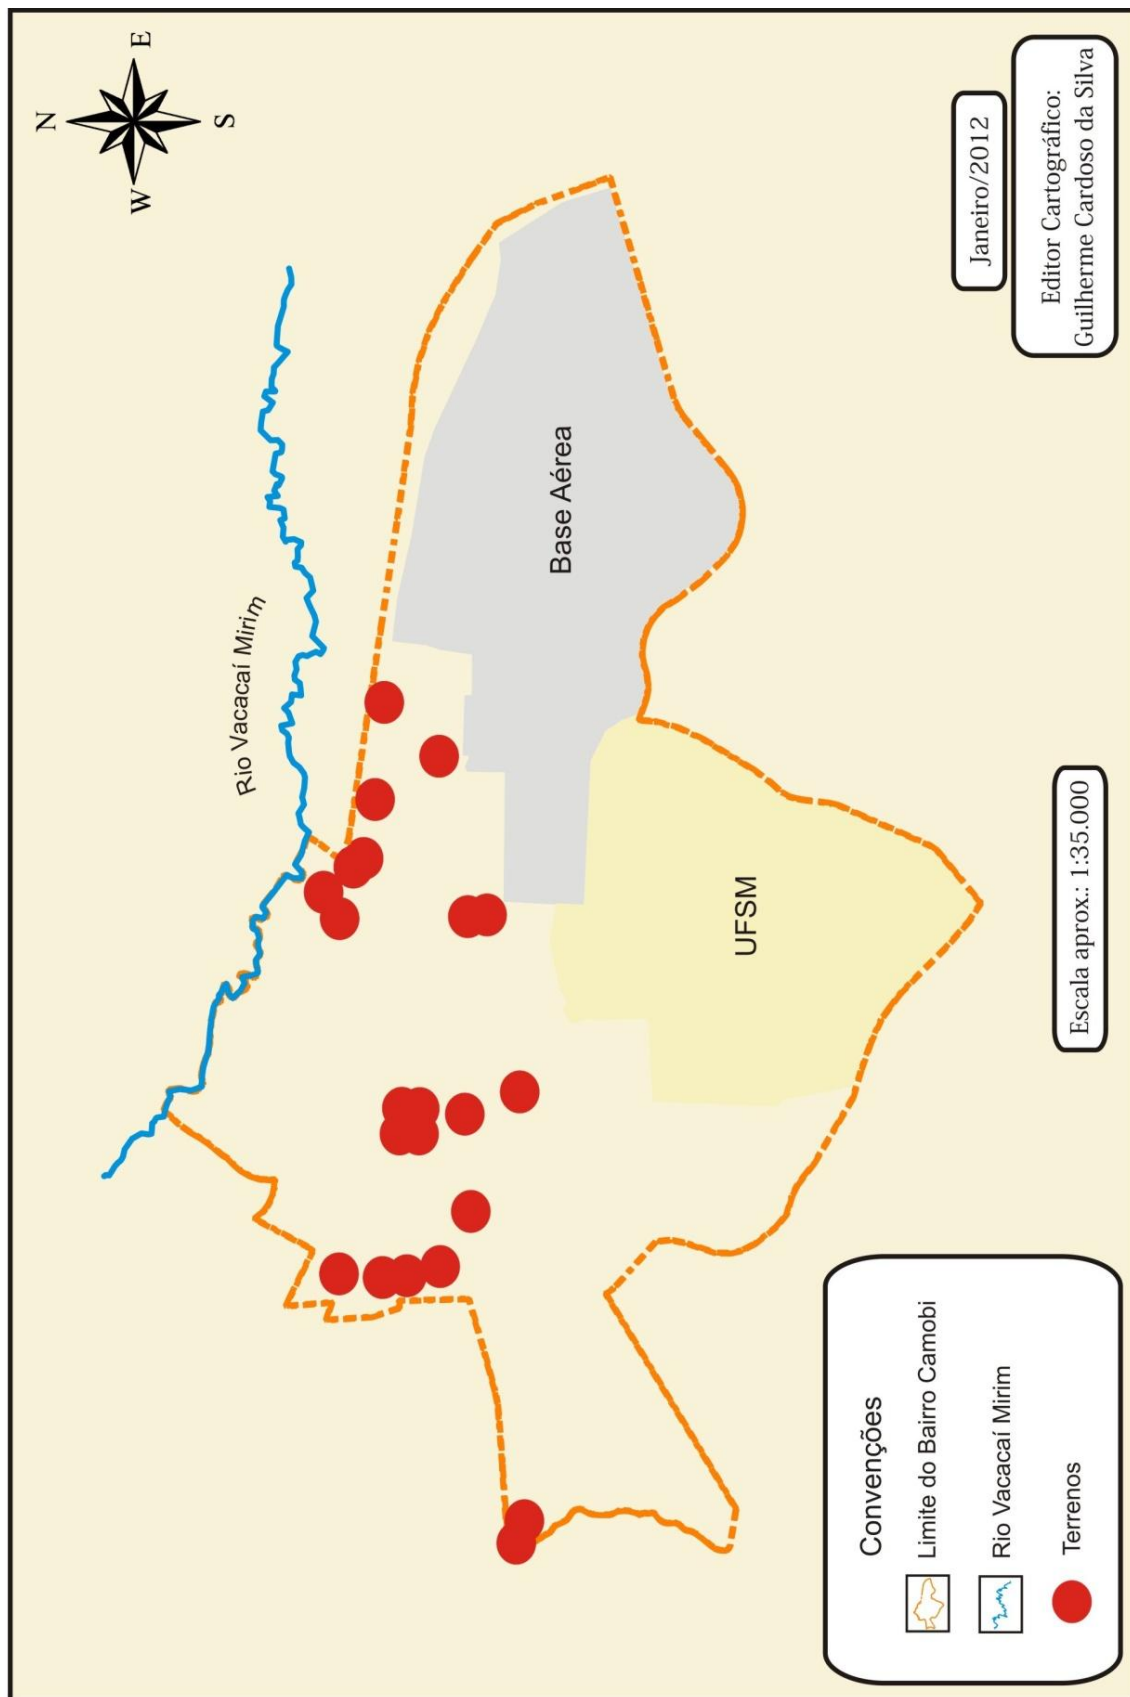 N
W
E
S
Rio Vacacaí Mirim
Base Aérea
UFSM
Convenções
Limite do Bairro Camobi
Rio Vacacaí Mirim
Terrenos
Escala aprox.: 1:35.000
Janeiro/2012
Editor Cartográfico:
Guilherme Cardoso da Silva